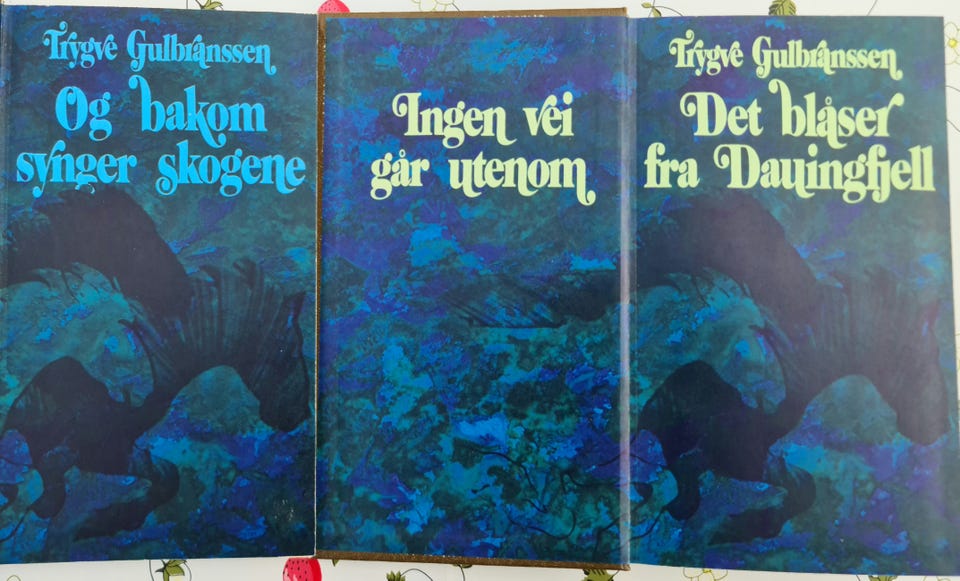 Trygve Gulbranssen
Og bakom
synger skogene
Ingen vei
går utenom
Trygve Gulbranssen
Det blåser
fra Dauingfjell